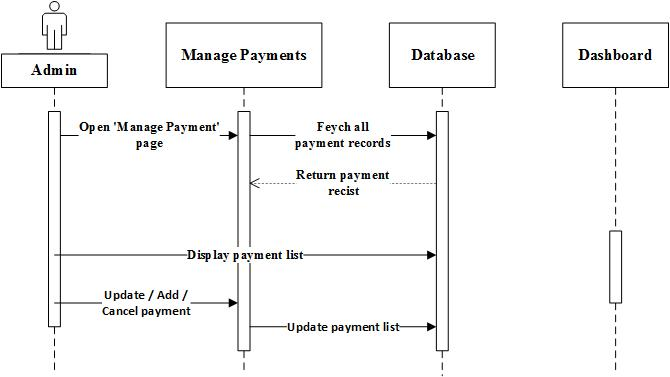 Admin
Manage Payments
Database
Dashboard
Open 'Manage Payment'
page
Feych all
payment records
Return payment
recist
Display payment list
Update / Add /
Cancel payment
Update payment list